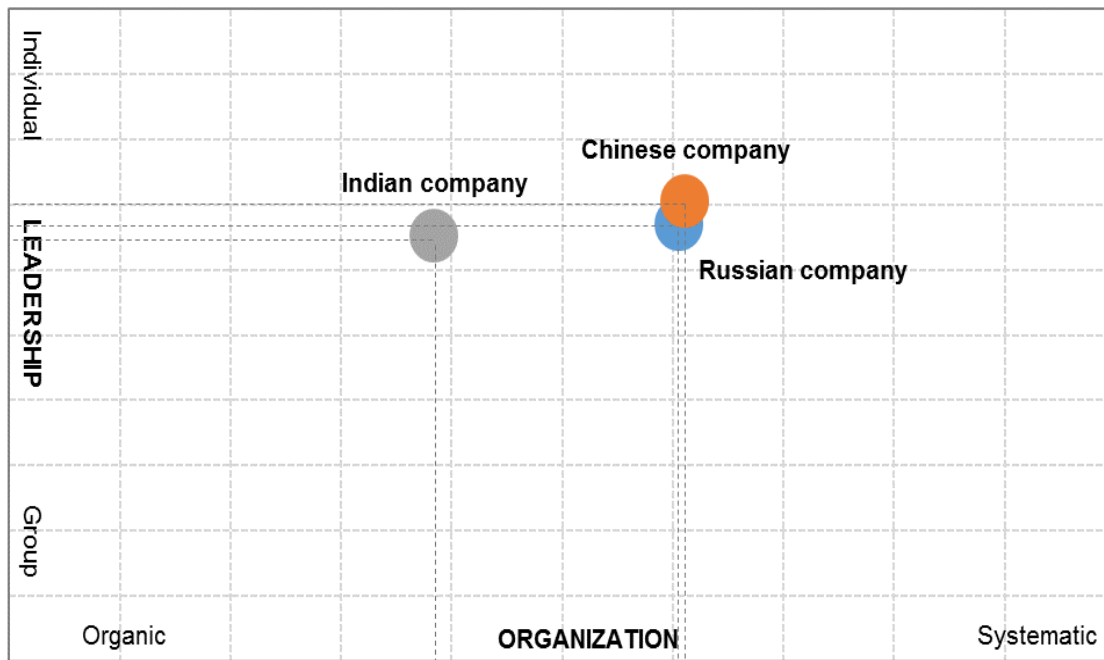 Individual
Chinese company
Indian company
LEADERSHIP
Russian company
Group
Organic
ORGANIZATION
Systematic